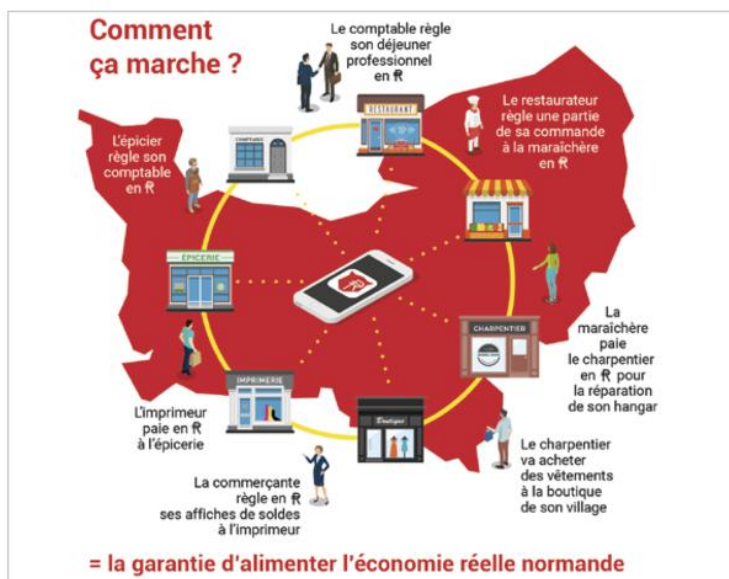 Comment
ça marche ?
Le comptable règle
son déjeuner
professionnel
en ₽
RESTAURANT
Le restaurateur
règle une partie
de sa commande
à la maraîchère
en ₽
COMPTABLE
L'épicier
règle son
comptable
en ₽
ÉPICERIE
CHARPENTIER
La
maraîchère
paie
le charpentier
en ₽ pour
la réparation
de son hangar
IMPRIMERIE
Boutique
L'imprimeur
paie en ₽
à l'épicerie
Le charpentier
va acheter
des vêtements
à la boutique
de son village
La commerçante
règle en ₽
ses affiches de soldes
à l'imprimeur
= la garantie d'alimenter l'économie réelle normande